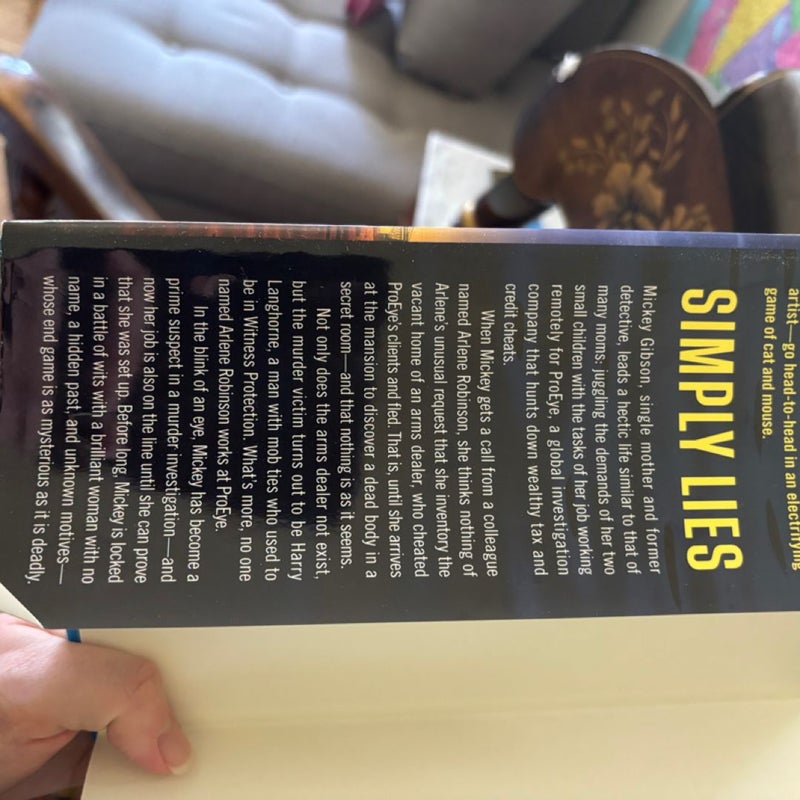 artist—go head-to-head in an electrifying
game of cat and mouse.
SIMPLY LIES
Mickey Gibson, single mother and former
detective, leads a hectic life similar to that of
many moms: juggling the demands of her two
small children with the tasks of her job working
remotely for ProEye, a global investigation
company that hunts down wealthy tax and
credit cheats.
When Mickey gets a call from a colleague
named Arlene Robinson, she thinks nothing of
Arlene's unusual request that she inventory the
vacant home of an arms dealer, who cheated
ProEye's clients and fled. That is, until she arrives
at the mansion to discover a dead body in a
secret room—and that nothing is as it seems.
Not only does the arms dealer not exist,
but the murder victim turns out to be Harry
Langhorne, a man with mob ties who used to
be in Witness Protection. What's more, no one
named Arlene Robinson works at ProEye.
In the blink of an eye, Mickey has become a
prime suspect in a murder investigation—and
now her job is also on the line until she can prove
that she was set up. Before long, Mickey is locked
in a battle of wits with a brilliant woman with no
name, a hidden past, and unknown motives—
whose end game is as mysterious as it is deadly.